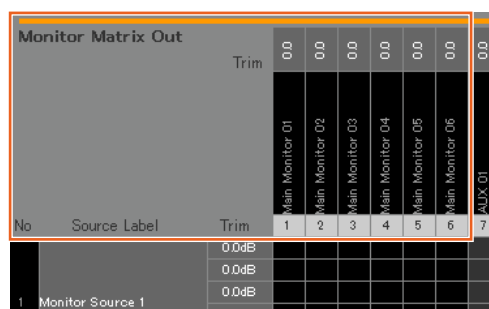 Monitor Matrix Out
Trim 0.0 0.0 0.0 0.0 0.0 0.0 0.0
Main Monitor 01 Main Monitor 02 Main Monitor 03 Main Monitor 04 Main Monitor 05 Main Monitor 06 AUX 01
No Source Label Trim 1 2 3 4 5 6 7
0.0dB
0.0dB
1 Monitor Source 1 0.0dB